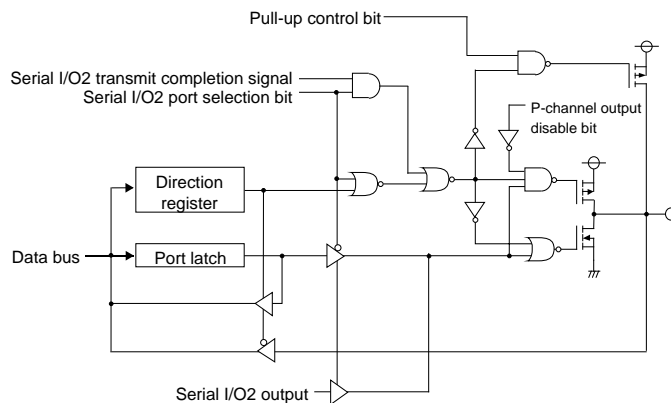 Pull-up control bit
Serial I/O2 transmit completion signal
Serial I/O2 port selection bit
P-channel output
disable bit
Direction
register
Data bus
Port latch
Serial I/O2 output